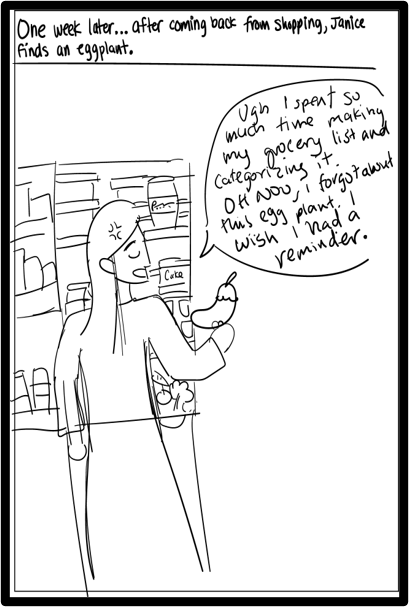 One week later... after coming back from shopping, Janice
finds an eggplant.
Ugh I spent so
much time making
my grocery list and
categorizing it.
Oh NOO, I forgot about
this egg plant. I
wish I had a
reminder.
Cake